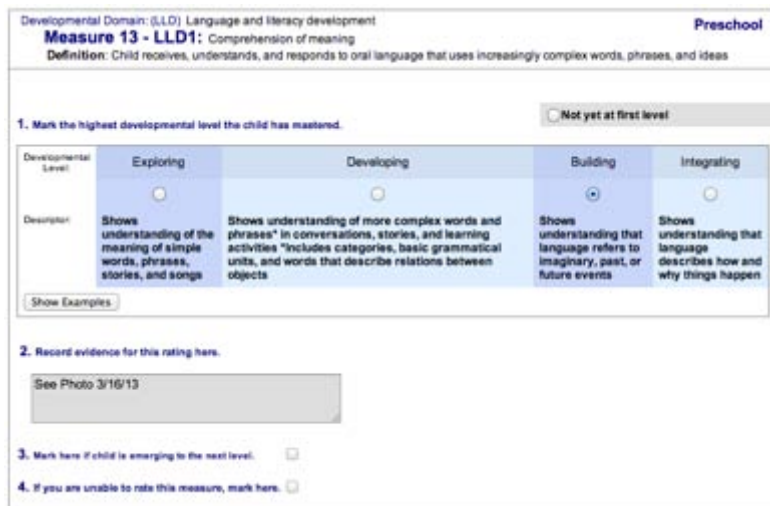 Developmental Domain: (LLD) Language and literacy development
Preschool
Measure 13 - LLD1: Comprehension of meaning
Definition: Child receives, understands, and responds to oral language that uses increasingly complex words, phrases, and ideas
Not yet at first level
1. Mark the highest developmental level the child has mastered.
Developmental
Level:
Exploring
Developing
Building
Integrating
Descriptor:
Shows
understanding of the
meaning of simple
words, phrases,
stories, and songs
Shows understanding of more complex words and
phrases* in conversations, stories, and learning
activities *Includes categories, basic grammatical
units, and words that describe relations between
objects
Shows
understanding that
language refers to
imaginary, past, or
future events
Shows
understanding that
language
describes how and
why things happen
Show Examples
2. Record evidence for this rating here.
See Photo 3/16/13
3. Mark here if child is emerging to the next level.
4. If you are unable to rate this measure, mark here.